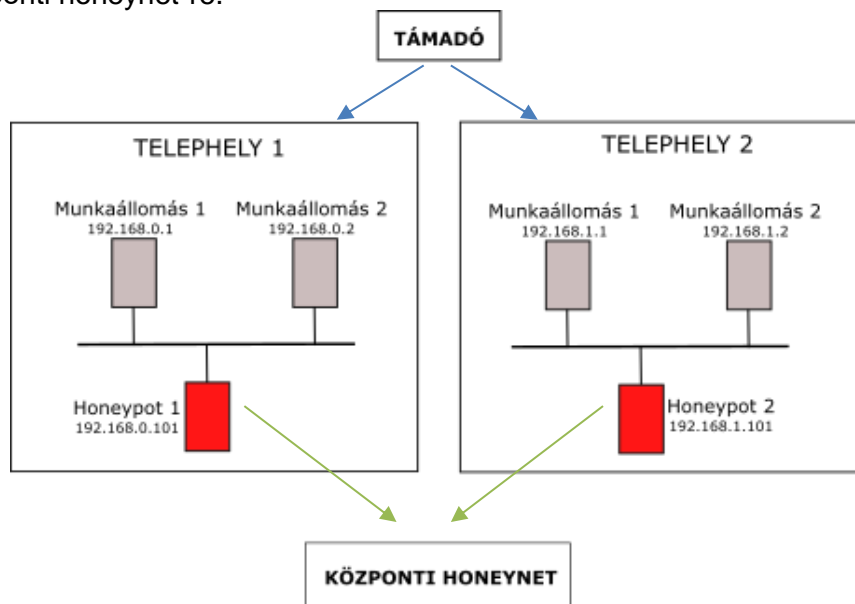 honeynet fo.
TÁMADÓ
TELEPHELY 1
Munkaállomás 1
192.168.0.1
Munkaállomás 2
192.168.0.2
Honeypot 1
192.168.0.101
TELEPHELY 2
Munkaállomás 1
192.168.1.1
Munkaállomás 2
192.168.1.2
Honeypot 2
192.168.1.101
KÖZPONTI HONEYNET